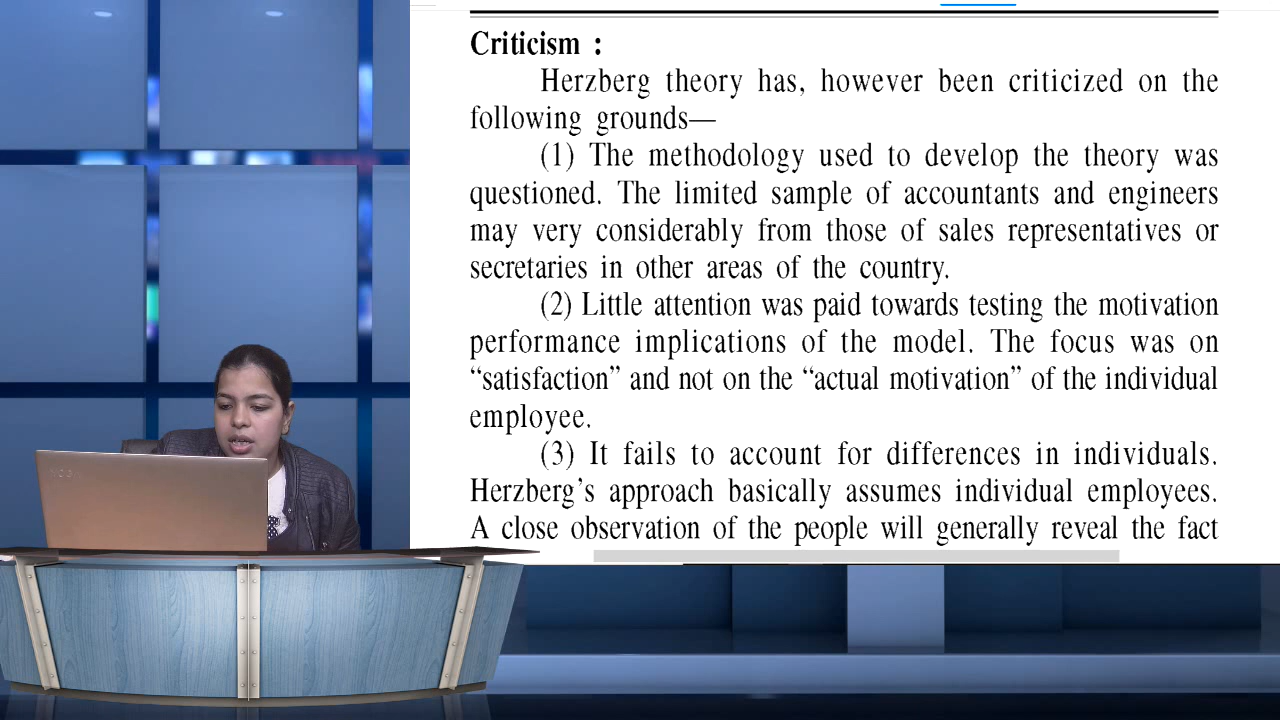 Criticism :
Herzberg theory has, however been criticized on the
following grounds—
(1) The methodology used to develop the theory was
questioned. The limited sample of accountants and engineers
may very considerably from those of sales representatives or
secretaries in other areas of the country.
(2) Little attention was paid towards testing the motivation
performance implications of the model. The focus was on
“satisfaction” and not on the “actual motivation” of the individual
employee.
(3) It fails to account for differences in individuals.
Herzberg’s approach basically assumes individual employees.
A close observation of the people will generally reveal the fact